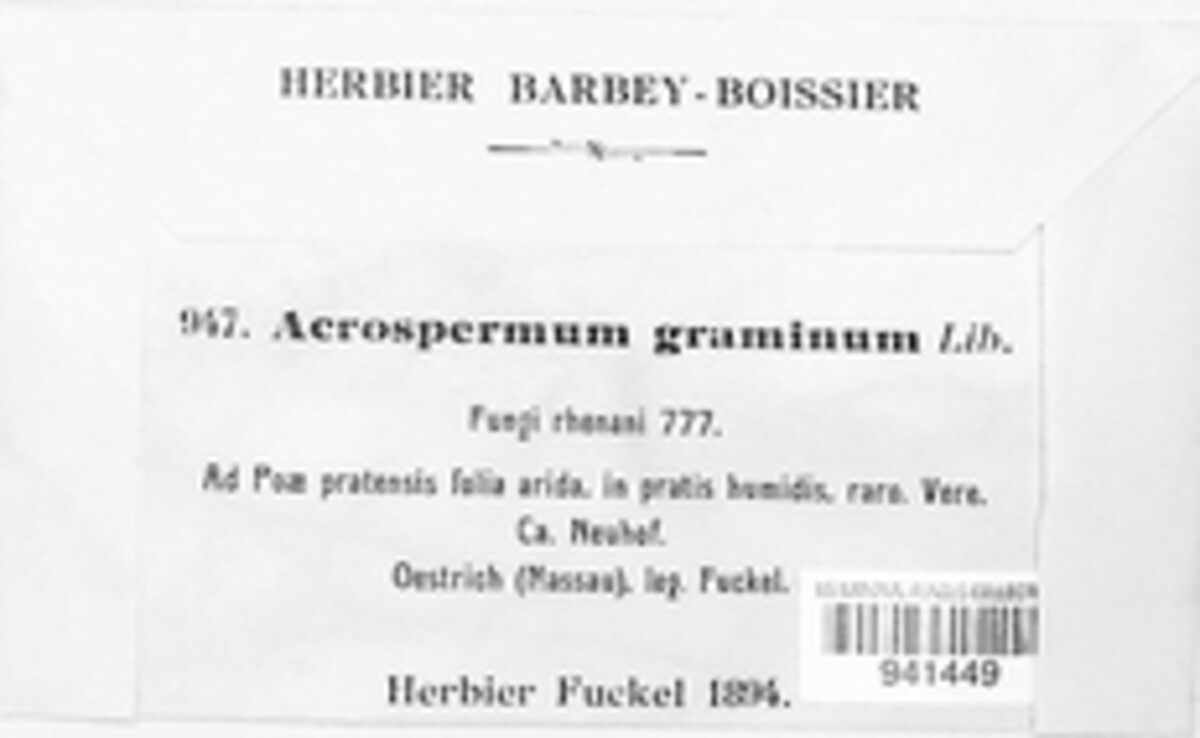 HERBIER BARBEY-BOISSIER
947. Acrospermum graminum Lib.
Fungi rhenani 777.
Ad Poæ pratensis folia arida, in pratis humidis, raro. Vere.
Ca. Neuhof.
Oestrich (Nassau), leg. Fuckel.
941449
Herbier Fuckel 1894.